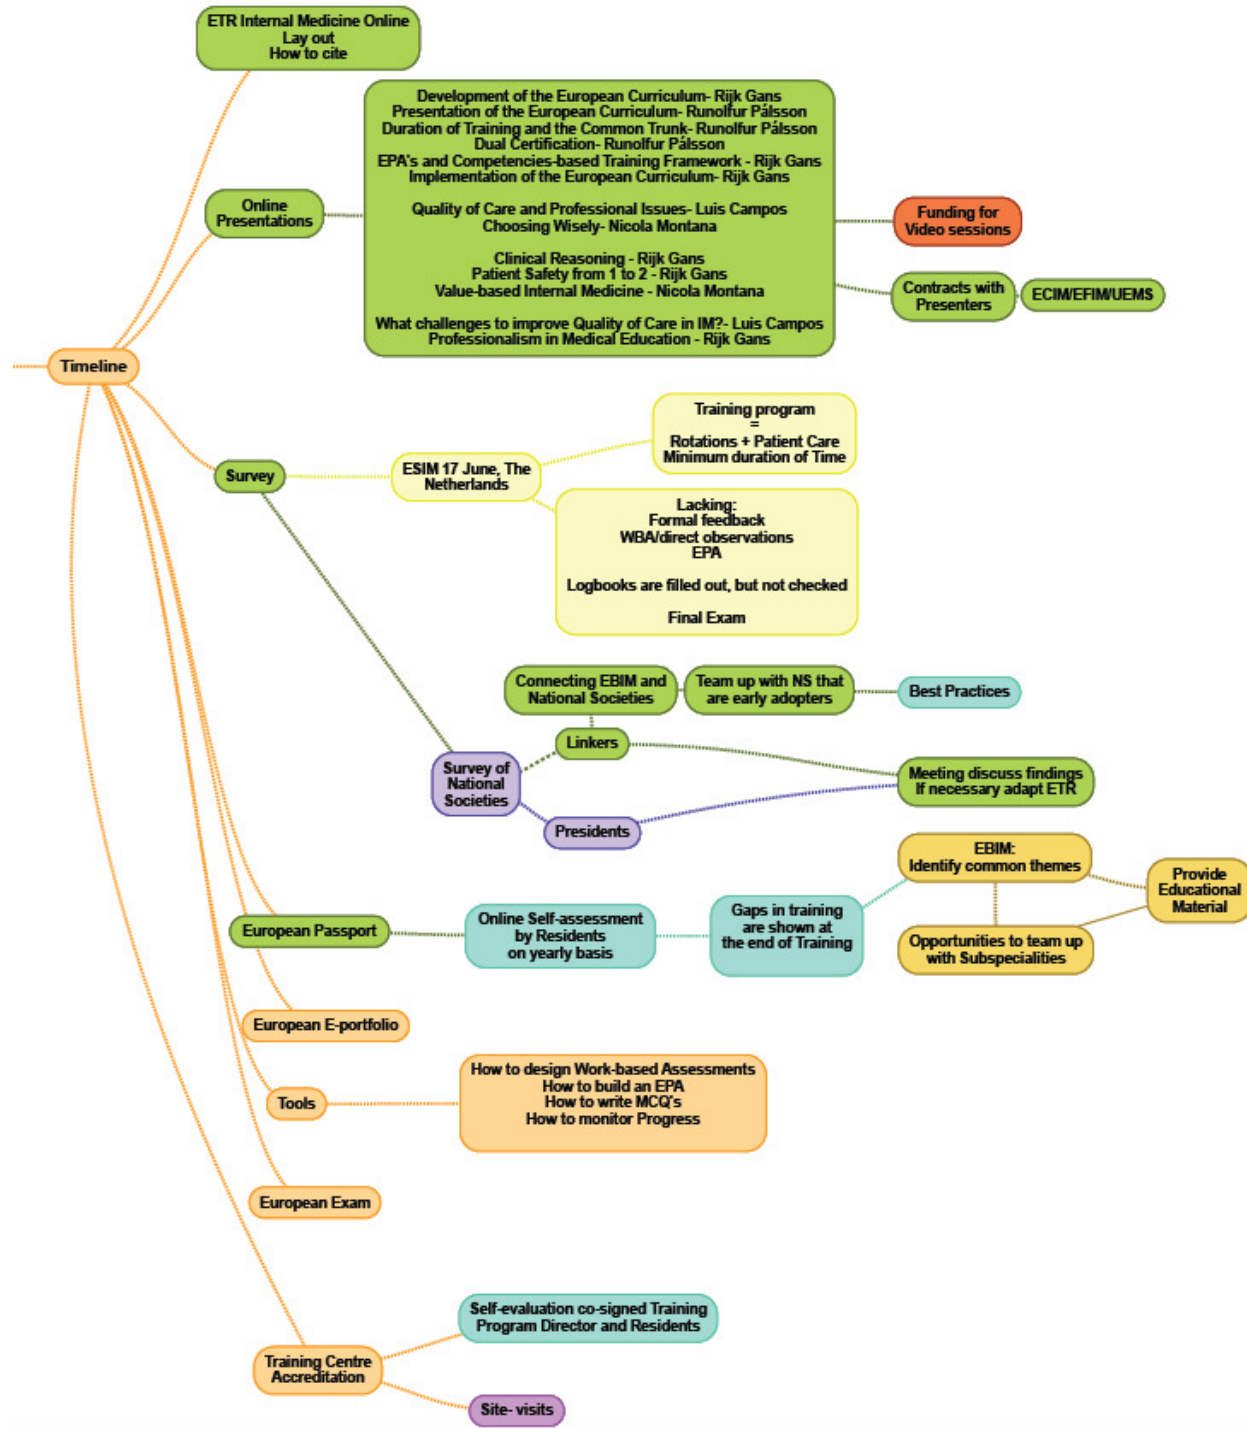 ETR Internal Medicine Online
Lay out
How to cite
Development of the European Curriculum- Rijk Gans
Presentation of the European Curriculum- Runolfur Pálsson
Duration of Training and the Common Trunk- Runolfur Pálsson
Dual Certification- Runolfur Pálsson
EPA's and Competencies-based Training Framework - Rijk Gans
Implementation of the European Curriculum- Rijk Gans
Quality of Care and Professional Issues- Luis Campos
Choosing Wisely- Nicola Montana
Clinical Reasoning - Rijk Gans
Patient Safety from 1 to 2 - Rijk Gans
Value-based Internal Medicine - Nicola Montana
What challenges to improve Quality of Care in IM?- Luis Campos
Professionalism in Medical Education - Rijk Gans
Online
Presentations
Funding for
Video sessions
Contracts with
Presenters
ECIM/EFIM/UEMS
Timeline
Training program
=
Rotations + Patient Care
Minimum duration of Time
Survey
ESIM 17 June, The
Netherlands
Lacking:
Formal feedback
WBA/direct observations
EPA
Logbooks are filled out, but not checked
Final Exam
Connecting EBIM and
National Societies
Team up with NS that
are early adopters
Best Practices
Linkers
Survey of
National
Societies
Meeting discuss findings
If necessary adapt ETR
Presidents
EBIM:
Identify common themes
Provide
Educational
Material
European Passport
Online Self-assessment
by Residents
on yearly basis
Gaps in training
are shown at
the end of Training
Opportunities to team up
with Subspecialities
European E-portfolio
Tools
How to design Work-based Assessments
How to build an EPA
How to write MCQ's
How to monitor Progress
European Exam
Self-evaluation co-signed Training
Program Director and Residents
Training Centre
Accreditation
Site- visits